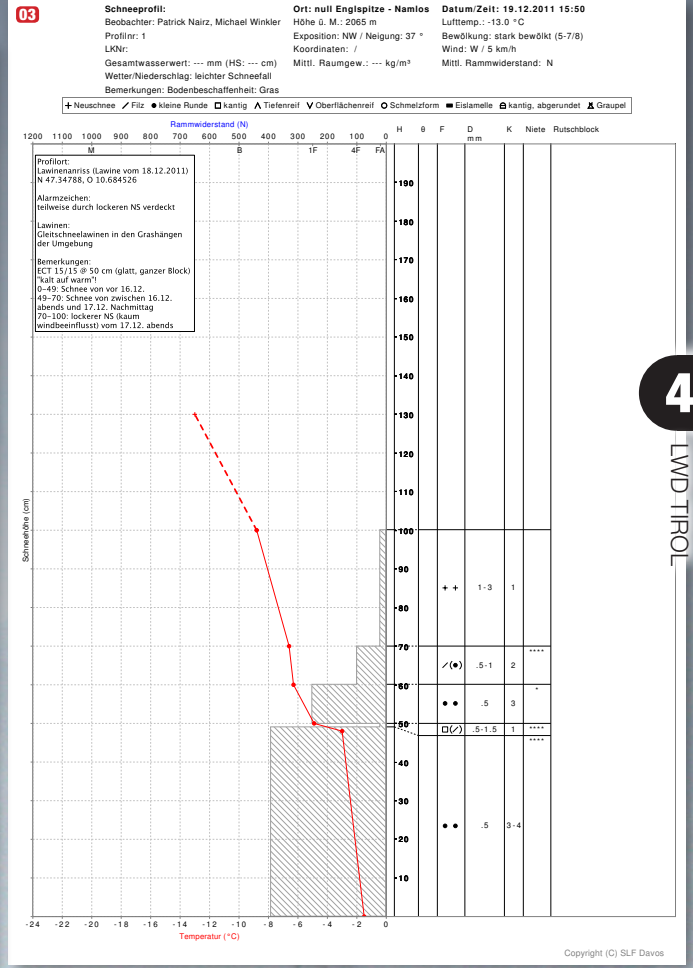 03
Schneeprofil:
Beobachter: Patrick Nairz, Michael Winkler
Profilnr: 1
LKNr:
Gesamtwasserwert: --- mm (HS: --- cm)
Wetter/Niederschlag: leichter Schneefall
Bemerkungen: Bodenbeschaffenheit: Gras
Ort: null Englspitze - Namlos
Höhe ü. M.: 2065 m
Exposition: NW / Neigung: 37 °
Koordinaten: /
Mittl. Raumgew.: --- kg/m³
Datum/Zeit: 19.12.2011 15:50
Lufttemp.: -13.0 °C
Bewölkung: stark bewölkt (5-7/8)
Wind: W / 5 km/h
Mittl. Rammwiderstand: N
+ Neuschnee / Filz ● kleine Runde □ kantig Λ Tiefenreif V Oberflächenreif O Schmelzform ▬ Eislamelle kantig, abgerundet Graupel
Rammwiderstand (N)
1200 1100 1000 900 800 700 600 500 400 300 200 100 0 H θ F D K Niete Rutschblock
mm
M B 1F 4F FA
Profilort:
Lawinenanriss (Lawine vom 18.12.2011)
N 47.34788, O 10.684526
Alarmzeichen:
teilweise durch lockeren NS verdeckt
Lawinen:
Gleitschneelawinen in den Grashängen
der Umgebung
Bemerkungen:
ECT 15/15 @ 50 cm (glatt, ganzer Block)
"kalt auf warm"!
0-49: Schnee von vor 16.12.
49-70: Schnee von zwischen 16.12.
abends und 17.12. Nachmittag
70-100: lockerer NS (kaum
windbeeinflusst) vom 17.12. abends
190
180
170
160
150
140
130
120
110
100
90
80 + + 1-3 1
70
****
/(●) .5-1 2
60
*
● ● .5 3
50
□(/) .5-1.5 1 ****
****
40
30
20 ● ● .5 3-4
10
Schneehöhe (cm)
-24 -22 -20 -18 -16 -14 -12 -10 -8 -6 -4 -2 0
Temperatur (°C)
4
LWD TIROL
Copyright (C) SLF Davos